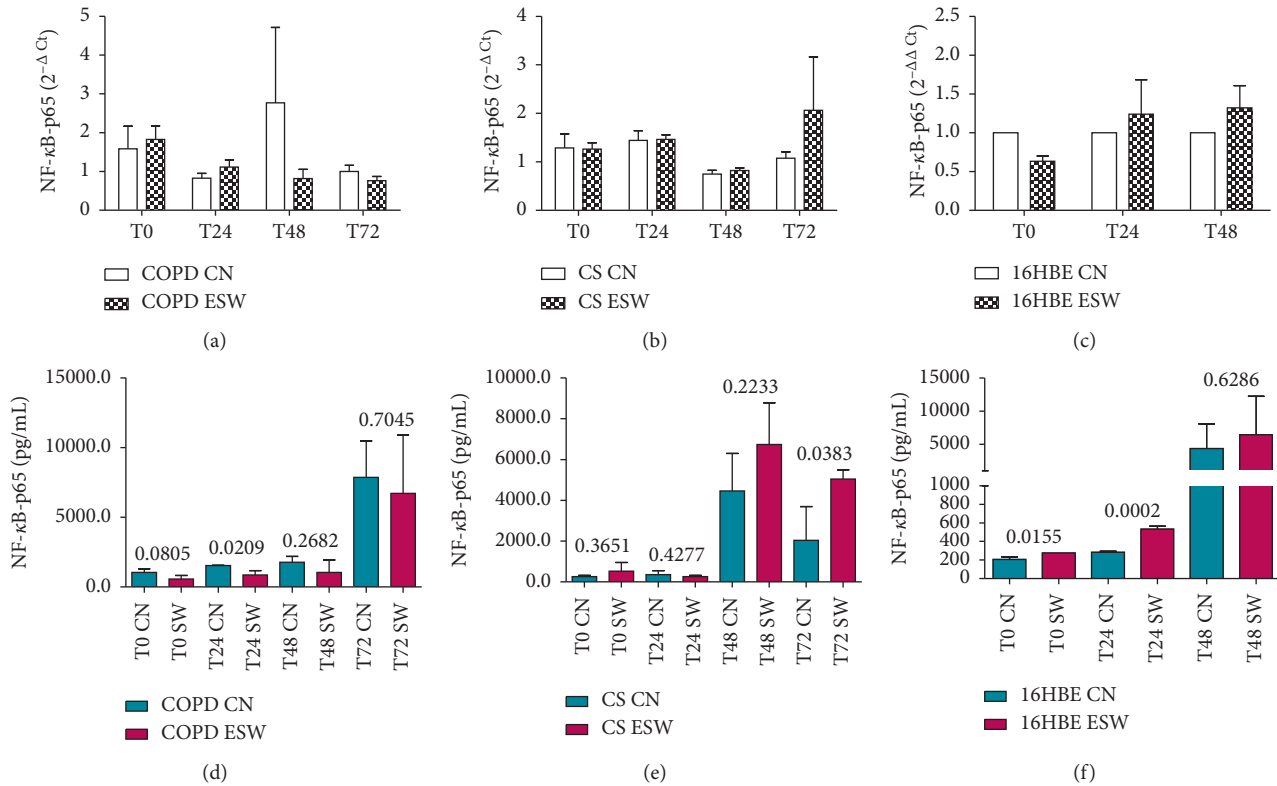 NF-κB-p65 (2^−Δ Ct)
5
4
3
2
1
0
T0 T24 T48 T72
COPD CN
COPD ESW
(a)
NF-κB-p65 (2^−Δ Ct)
4
3
2
1
0
T0 T24 T48 T72
CS CN
CS ESW
(b)
NF-κB-p65 (2^−ΔΔ Ct)
2.5
2.0
1.5
1.0
0.5
0.0
T0 T24 T48
16HBE CN
16HBE ESW
(c)
NF-κB-p65 (pg/mL)
15000.0
10000.0
5000.0
0.0
0.0805 0.0209 0.2682 0.7045
T0 CN T0 SW T24 CN T24 SW T48 CN T48 SW T72 CN T72 SW
COPD CN
COPD ESW
(d)
NF-κB-p65 (pg/mL)
10000.0
8000.0
6000.0
4000.0
2000.0
0.0
0.3651 0.4277 0.2233 0.0383
T0 CN T0 SW T24 CN T24 SW T48 CN T48 SW T72 CN T72 SW
CS CN
CS ESW
(e)
NF-κB-p65 (pg/mL)
15000
10000
5000
1000
800
600
400
200
0
0.0155 0.0002 0.6286
T0 CN T0 SW T24 CN T24 SW T48 CN T48 SW
16HBE CN
16HBE ESW
(f)